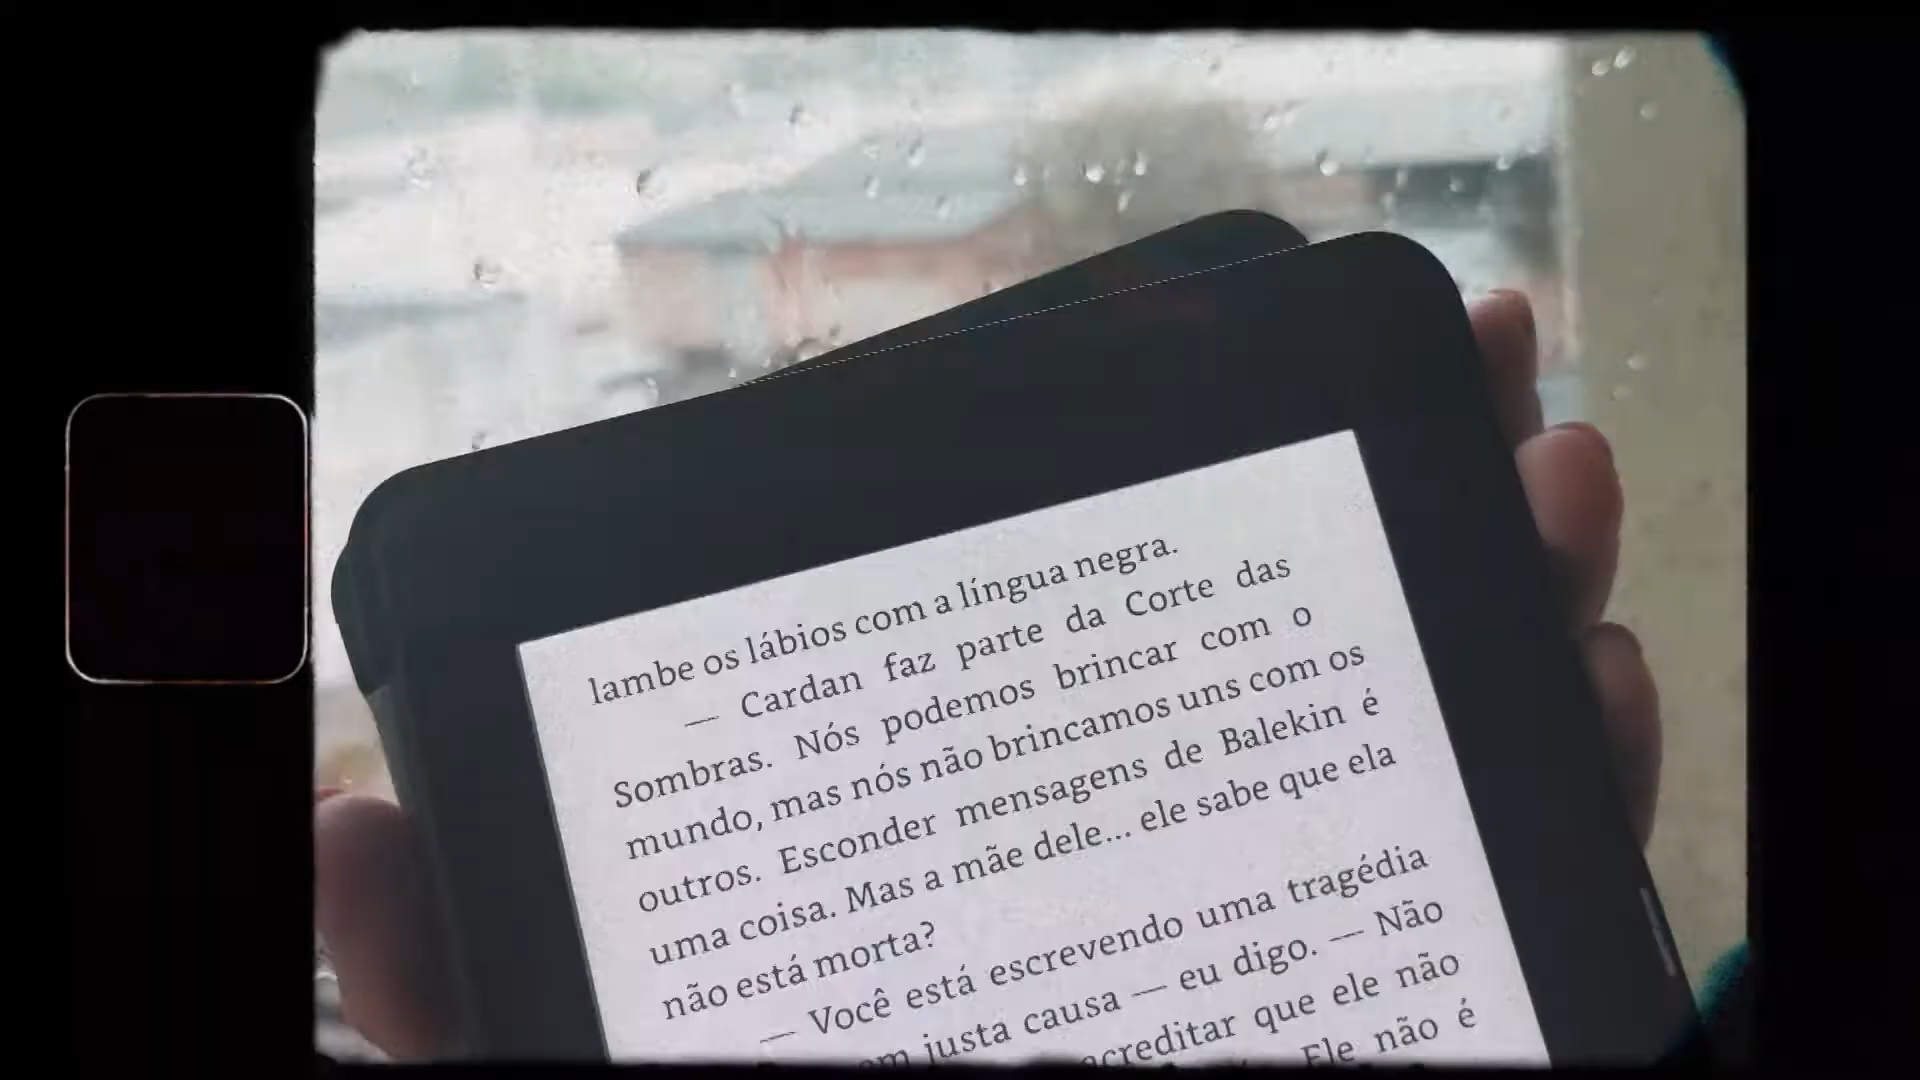 lambe os lábios com a língua negra.
— Cardan faz parte da Corte das
Sombras. Nós podemos brincar com o
mundo, mas nós não brincamos uns com os
outros. Esconder mensagens de Balekin é
uma coisa. Mas a mãe dele... ele sabe que ela
não está morta?
— Você está escrevendo uma tragédia
justa causa — eu digo. — Não
acreditar que ele não
Ele não é